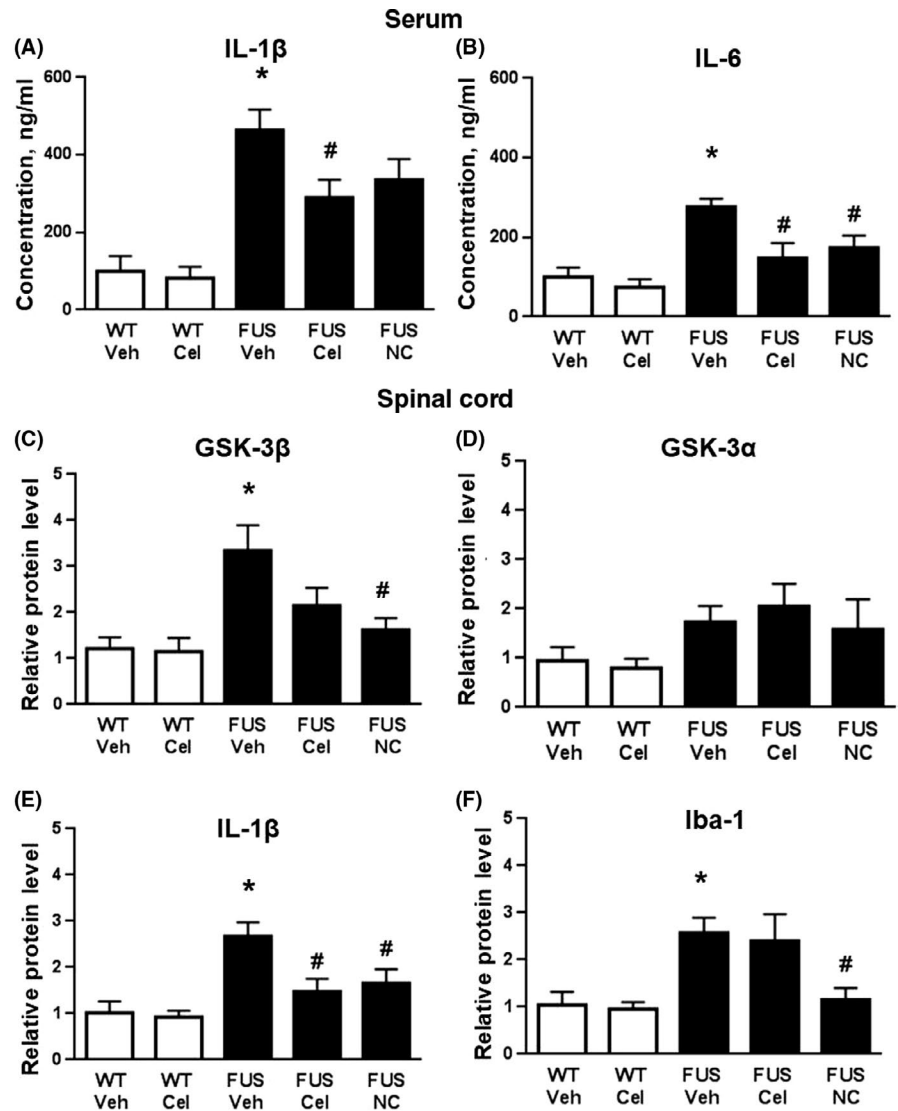 Serum
(A)
IL-1β
Concentration, ng/ml
600
400
200
0
*
#
WT Veh
WT Cel
FUS Veh
FUS Cel
FUS NC
(B)
IL-6
Concentration, ng/ml
600
400
200
0
*
#
#
WT Veh
WT Cel
FUS Veh
FUS Cel
FUS NC
Spinal cord
(C)
GSK-3β
Relative protein level
5
4
3
2
1
0
*
#
WT Veh
WT Cel
FUS Veh
FUS Cel
FUS NC
(D)
GSK-3α
Relative protein level
5
4
3
2
1
0
WT Veh
WT Cel
FUS Veh
FUS Cel
FUS NC
(E)
IL-1β
Relative protein level
5
4
3
2
1
0
*
#
#
WT Veh
WT Cel
FUS Veh
FUS Cel
FUS NC
(F)
Iba-1
Relative protein level
5
4
3
2
1
0
*
#
WT Veh
WT Cel
FUS Veh
FUS Cel
FUS NC